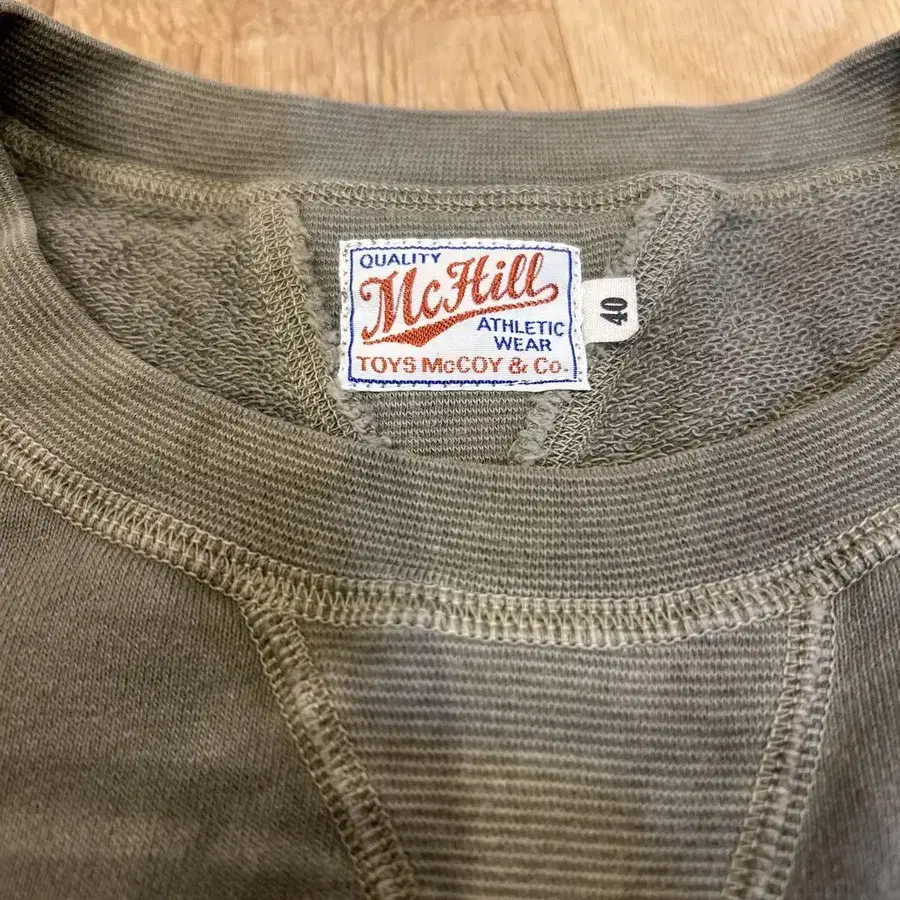 QUALITY
McHill
ATHLETIC
WEAR
TOYS McCOY & Co.
40